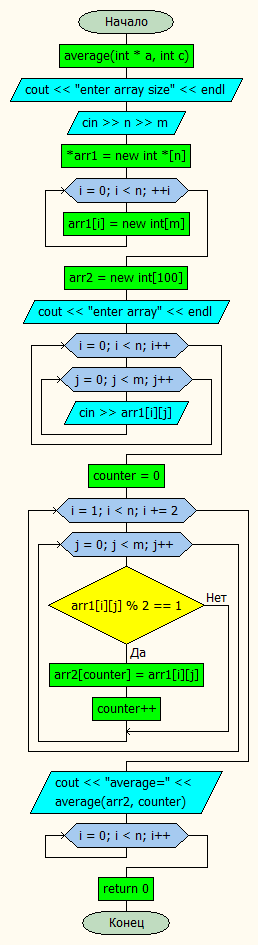 Начало
average(int * a, int c)
cout << "enter array size" << endl
cin >> n >> m
*arr1 = new int *[n]
i = 0; i < n; ++i
arr1[i] = new int[m]
arr2 = new int[100]
cout << "enter array" << endl
i = 0; i < n; i++
j = 0; j < m; j++
cin >> arr1[i][j]
counter = 0
i = 1; i < n; i += 2
j = 0; j < m; j++
arr1[i][j] % 2 == 1
Нет
Да
arr2[counter] = arr1[i][j]
counter++
cout << "average=" <<
average(arr2, counter)
i = 0; i < n; i++
return 0
Конец